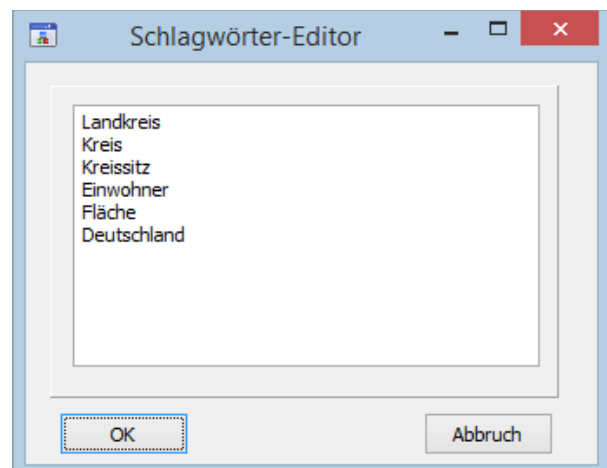 Schlagwörter-Editor
Landkreis
Kreis
Kreissitz
Einwohner
Fläche
Deutschland
OK Abbruch